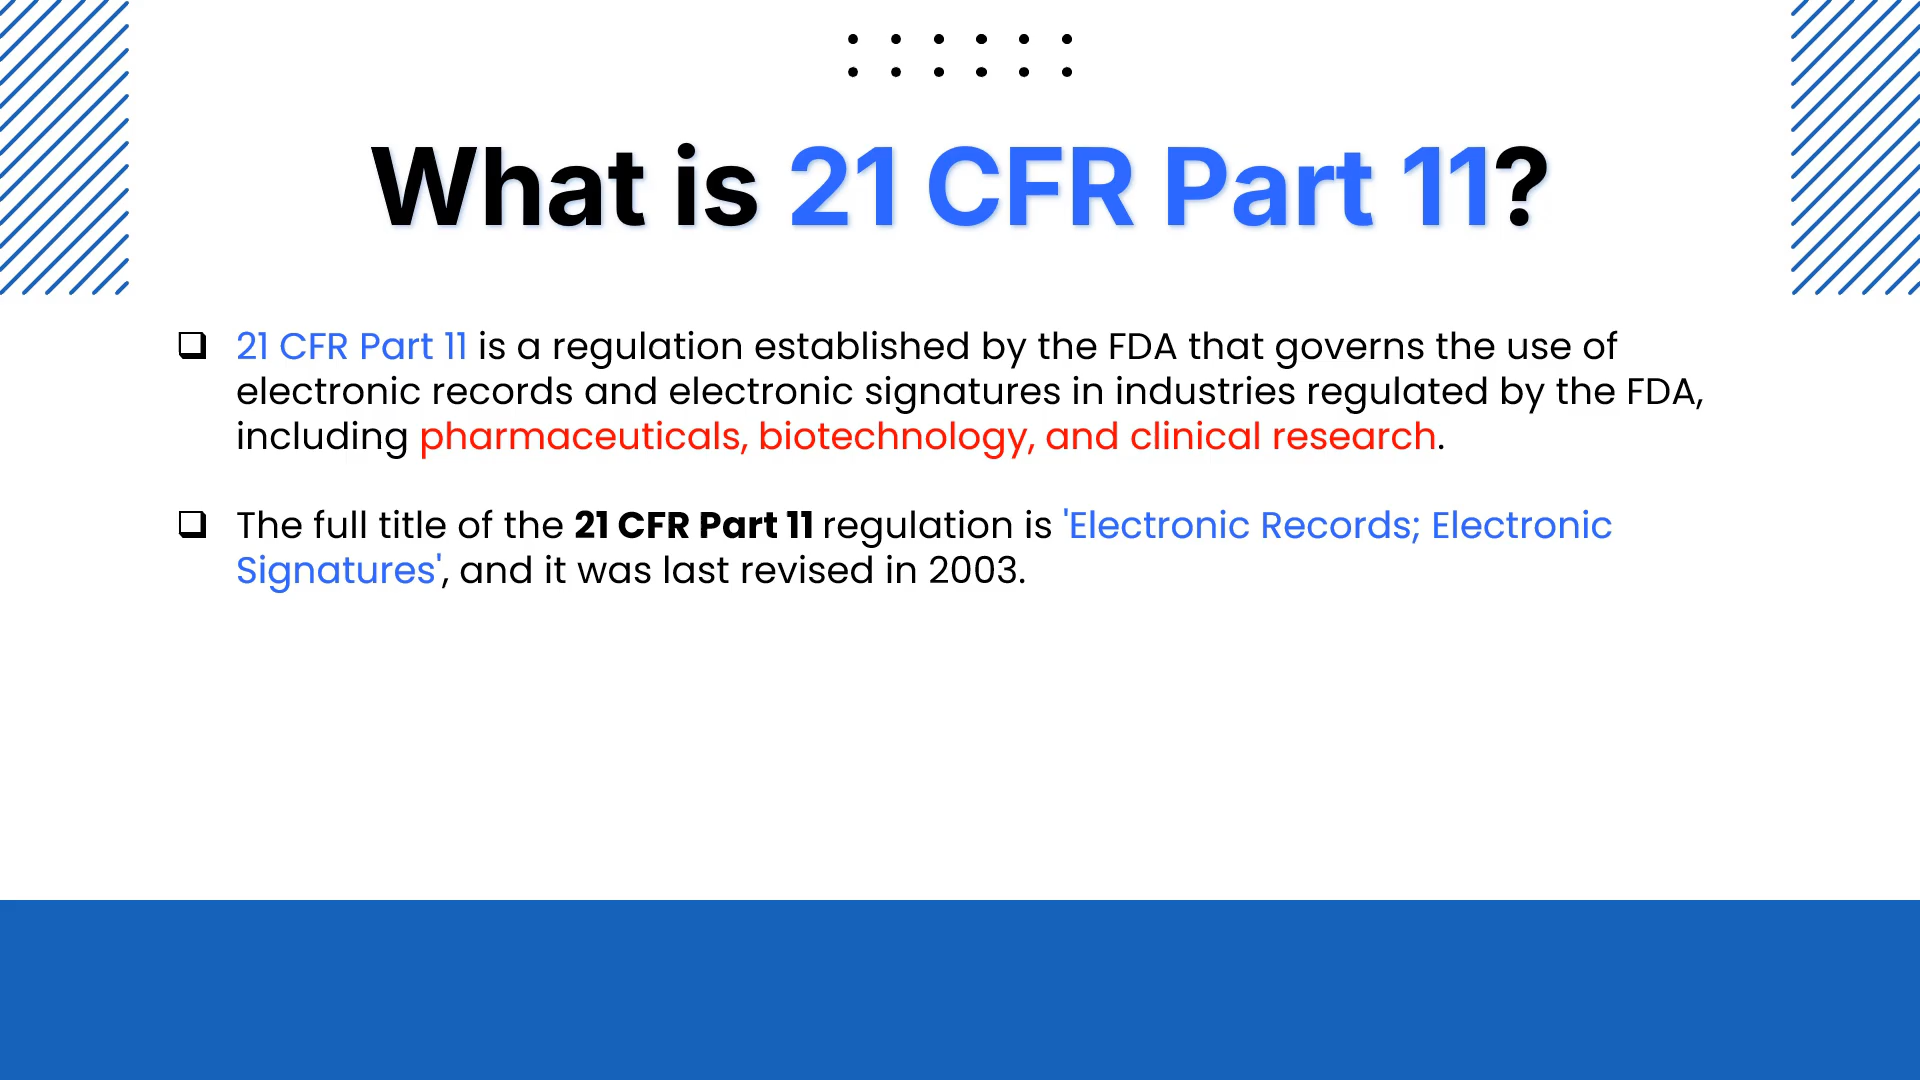 What is 21 CFR Part 11?
21 CFR Part 11 is a regulation established by the FDA that governs the use of
electronic records and electronic signatures in industries regulated by the FDA,
including pharmaceuticals, biotechnology, and clinical research.
The full title of the 21 CFR Part 11 regulation is 'Electronic Records; Electronic
Signatures', and it was last revised in 2003.